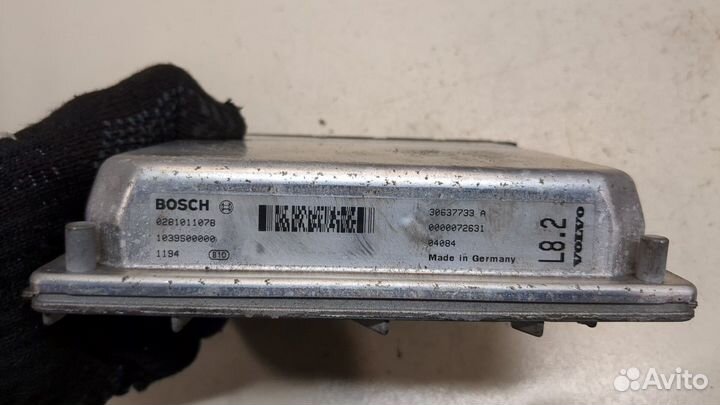 BOSCH
0281011078
1039S00000
1194 810
30637733 A
0000072631
04084
Made in Germany
L8.2
VOLVO
Avito